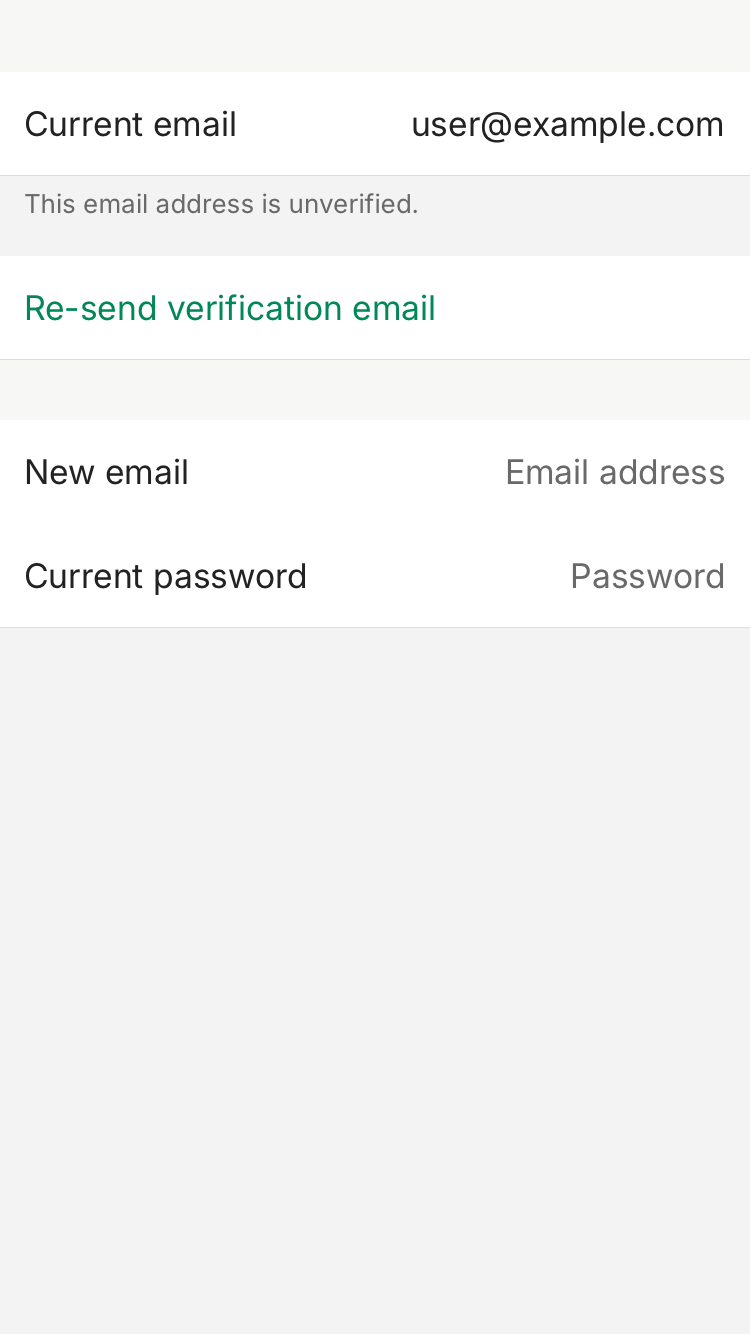 Current email user@example.com
This email address is unverified.
Re-send verification email
New email Email address
Current password Password